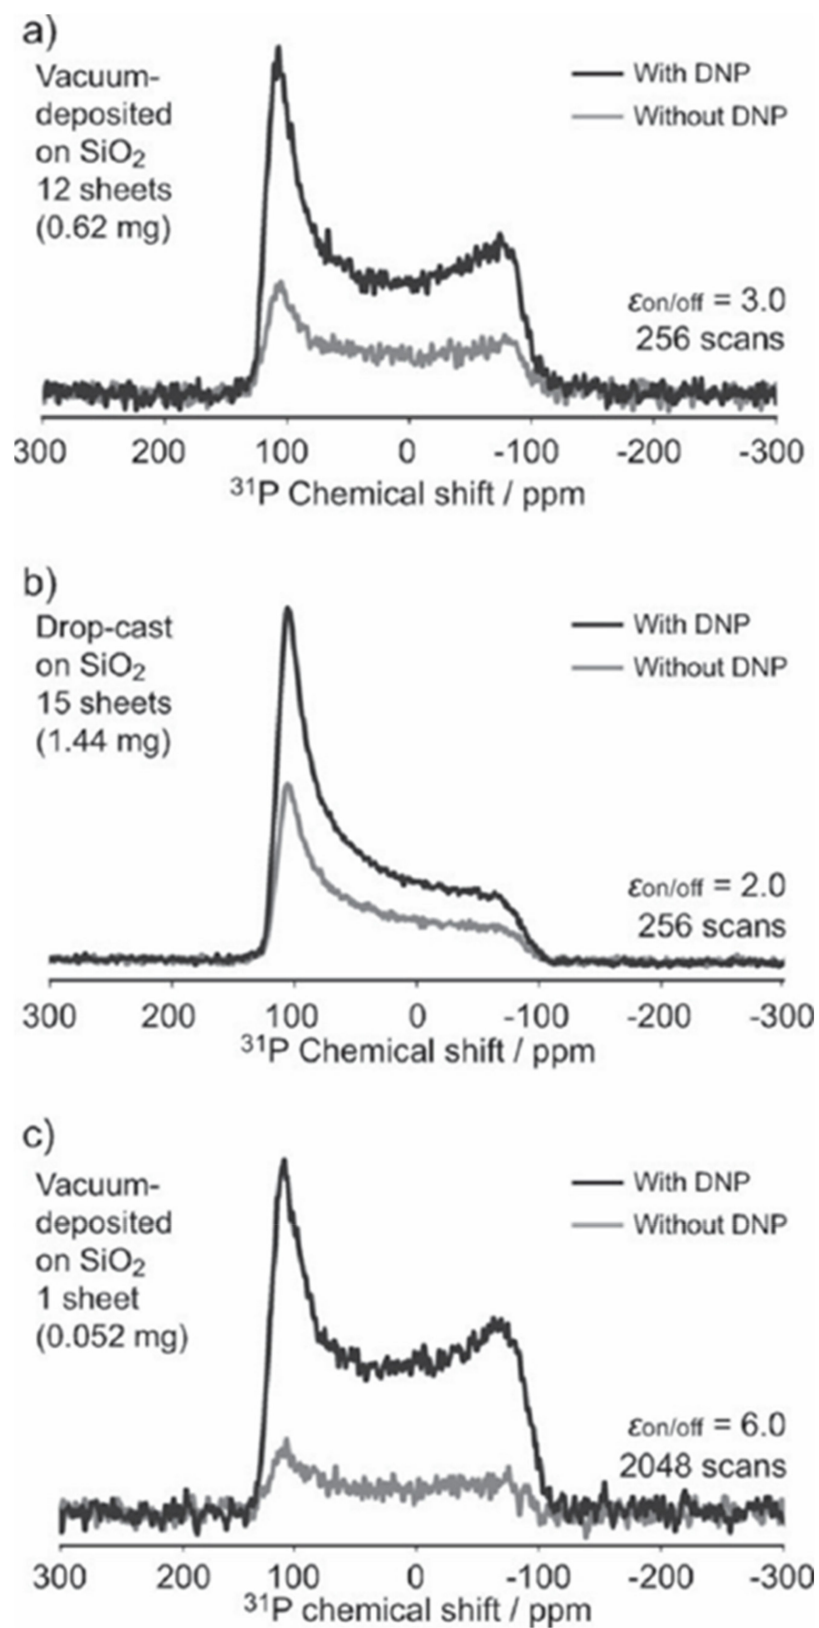 a)
Vacuum-
deposited
on SiO₂
12 sheets
(0.62 mg)
With DNP
Without DNP
εon/off = 3.0
256 scans
300 200 100 0 -100 -200 -300
³¹P Chemical shift / ppm
b)
Drop-cast
on SiO₂
15 sheets
(1.44 mg)
With DNP
Without DNP
εon/off = 2.0
256 scans
300 200 100 0 -100 -200 -300
³¹P Chemical shift / ppm
c)
Vacuum-
deposited
on SiO₂
1 sheet
(0.052 mg)
With DNP
Without DNP
εon/off = 6.0
2048 scans
300 200 100 0 -100 -200 -300
³¹P chemical shift / ppm